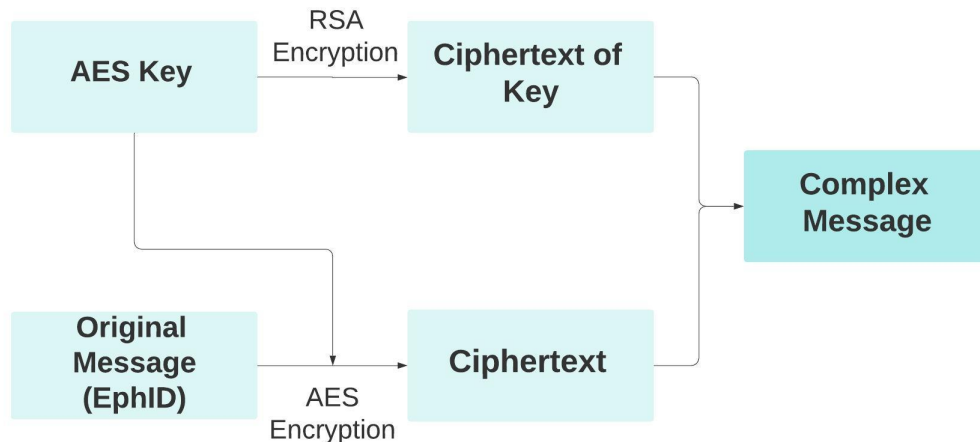 RSA
Encryption
AES Key
Ciphertext of
Key
Complex
Message
Original
Message
(EphID)
Ciphertext
AES
Encryption